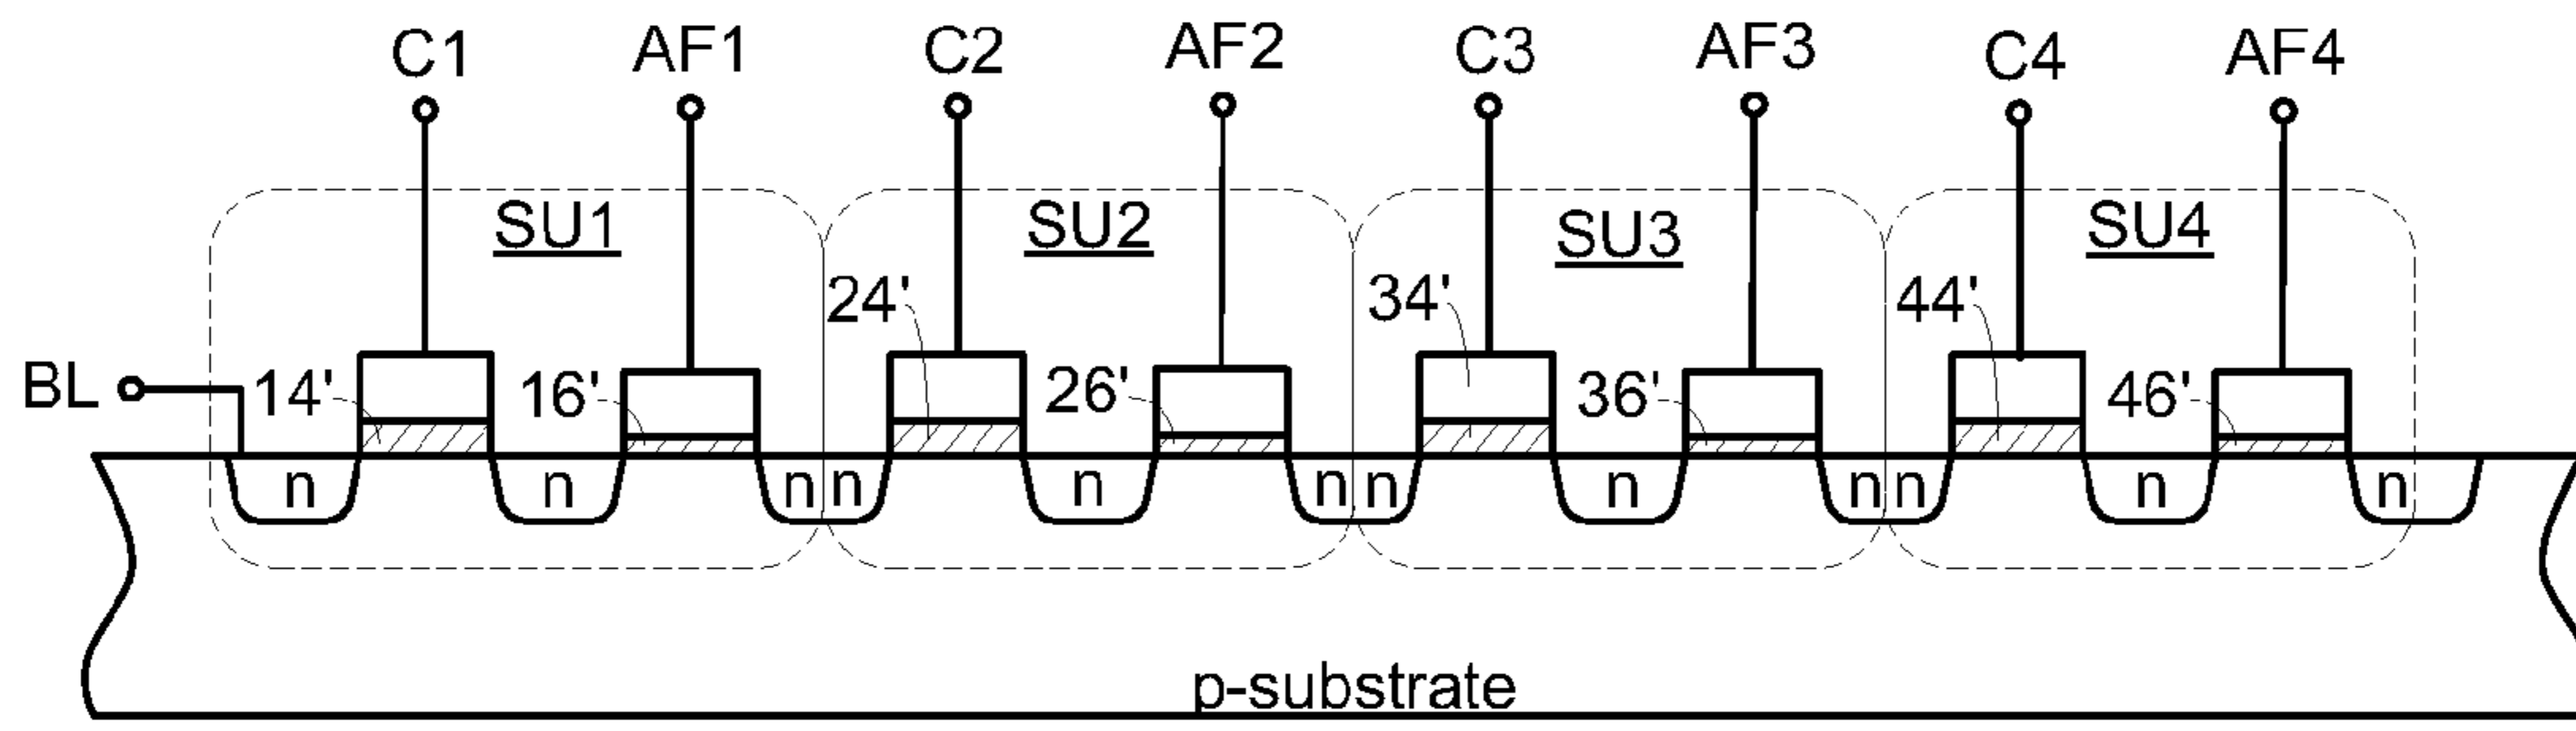 C1 AF1 C2 AF2 C3 AF3 C4 AF4
SU1 SU2 SU3 SU4
24' 34' 44'
BL 14' 16' 26' 36' 46'
n n n n n n n n n n n n
p-substrate